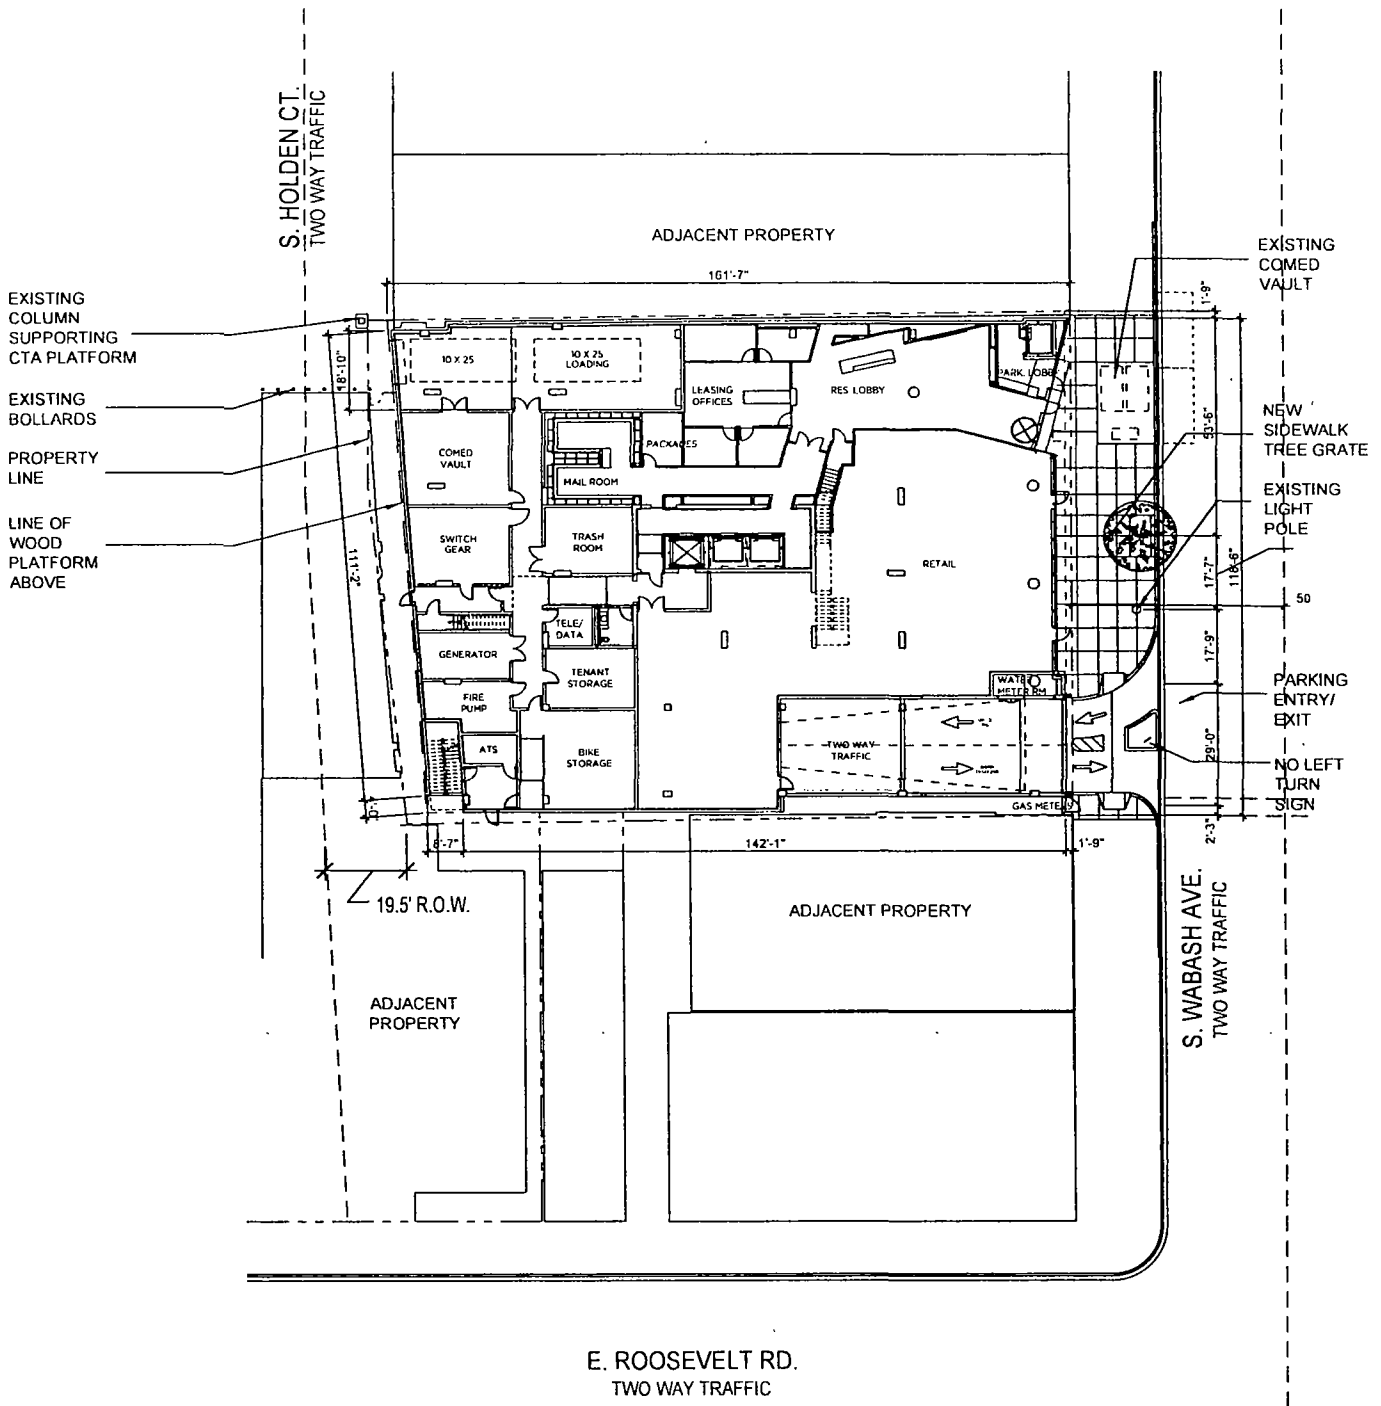 S. HOLDEN CT.
TWO WAY TRAFFIC
ADJACENT PROPERTY
161'-7"
EXISTING
COMED
VAULT
1'-9"
EXISTING
COLUMN
SUPPORTING
CTA PLATFORM
18'-10"
10 X 25
10 X 25
LOADING
LEASING
OFFICES
RES. LOBBY
PARK. LOBBY
EXISTING
BOLLARDS
53'-6"
NEW
SIDEWALK
TREE GRATE
PROPERTY
LINE
COMED
VAULT
PACKAGES
MAIL ROOM
EXISTING
LIGHT
POLE
LINE OF
WOOD
PLATFORM
ABOVE
111'-2"
SWITCH
GEAR
TRASH
ROOM
RETAIL
17'-7"
118'-6"
50
TELE/
DATA
GENERATOR
TENANT
STORAGE
17'-9"
WATER
METER RM
FIRE
PUMP
PARKING
ENTRY/
EXIT
ATS
BIKE
STORAGE
TWO WAY
TRAFFIC
29'-0"
NO LEFT
TURN
SIGN
GAS METERS
2'-3"
8'-7"
142'-1"
1'-9"
19.5' R.O.W.
ADJACENT PROPERTY
S. WABASH AVE.
TWO WAY TRAFFIC
ADJACENT
PROPERTY
E. ROOSEVELT RD.
TWO WAY TRAFFIC